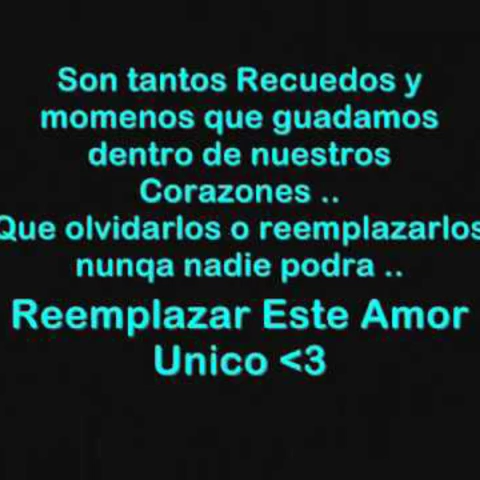 Son tantos Recuedos y
momenos que guadamos
dentro de nuestros
Corazones ..
Que olvidarlos o reemplazarlos
nunqa nadie podra ..
Reemplazar Este Amor
Unico <3